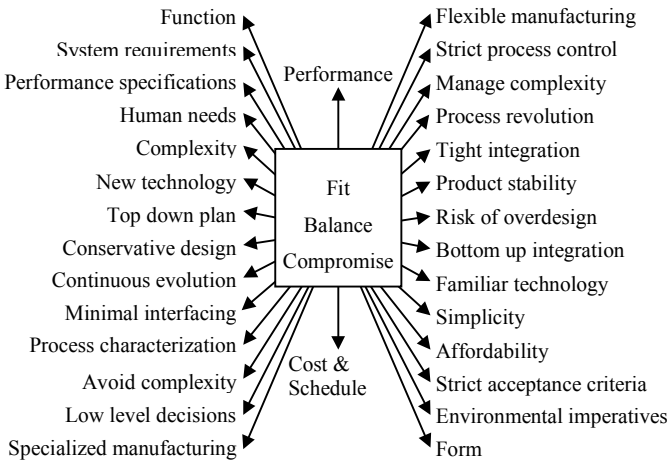 Function
System requirements
Performance specifications
Human needs
Complexity
New technology
Top down plan
Conservative design
Continuous evolution
Minimal interfacing
Process characterization
Avoid complexity
Low level decisions
Specialized manufacturing
Performance
Fit
Balance
Compromise
Cost &
Schedule
Flexible manufacturing
Strict process control
Manage complexity
Process revolution
Tight integration
Product stability
Risk of overdesign
Bottom up integration
Familiar technology
Simplicity
Affordability
Strict acceptance criteria
Environmental imperatives
Form